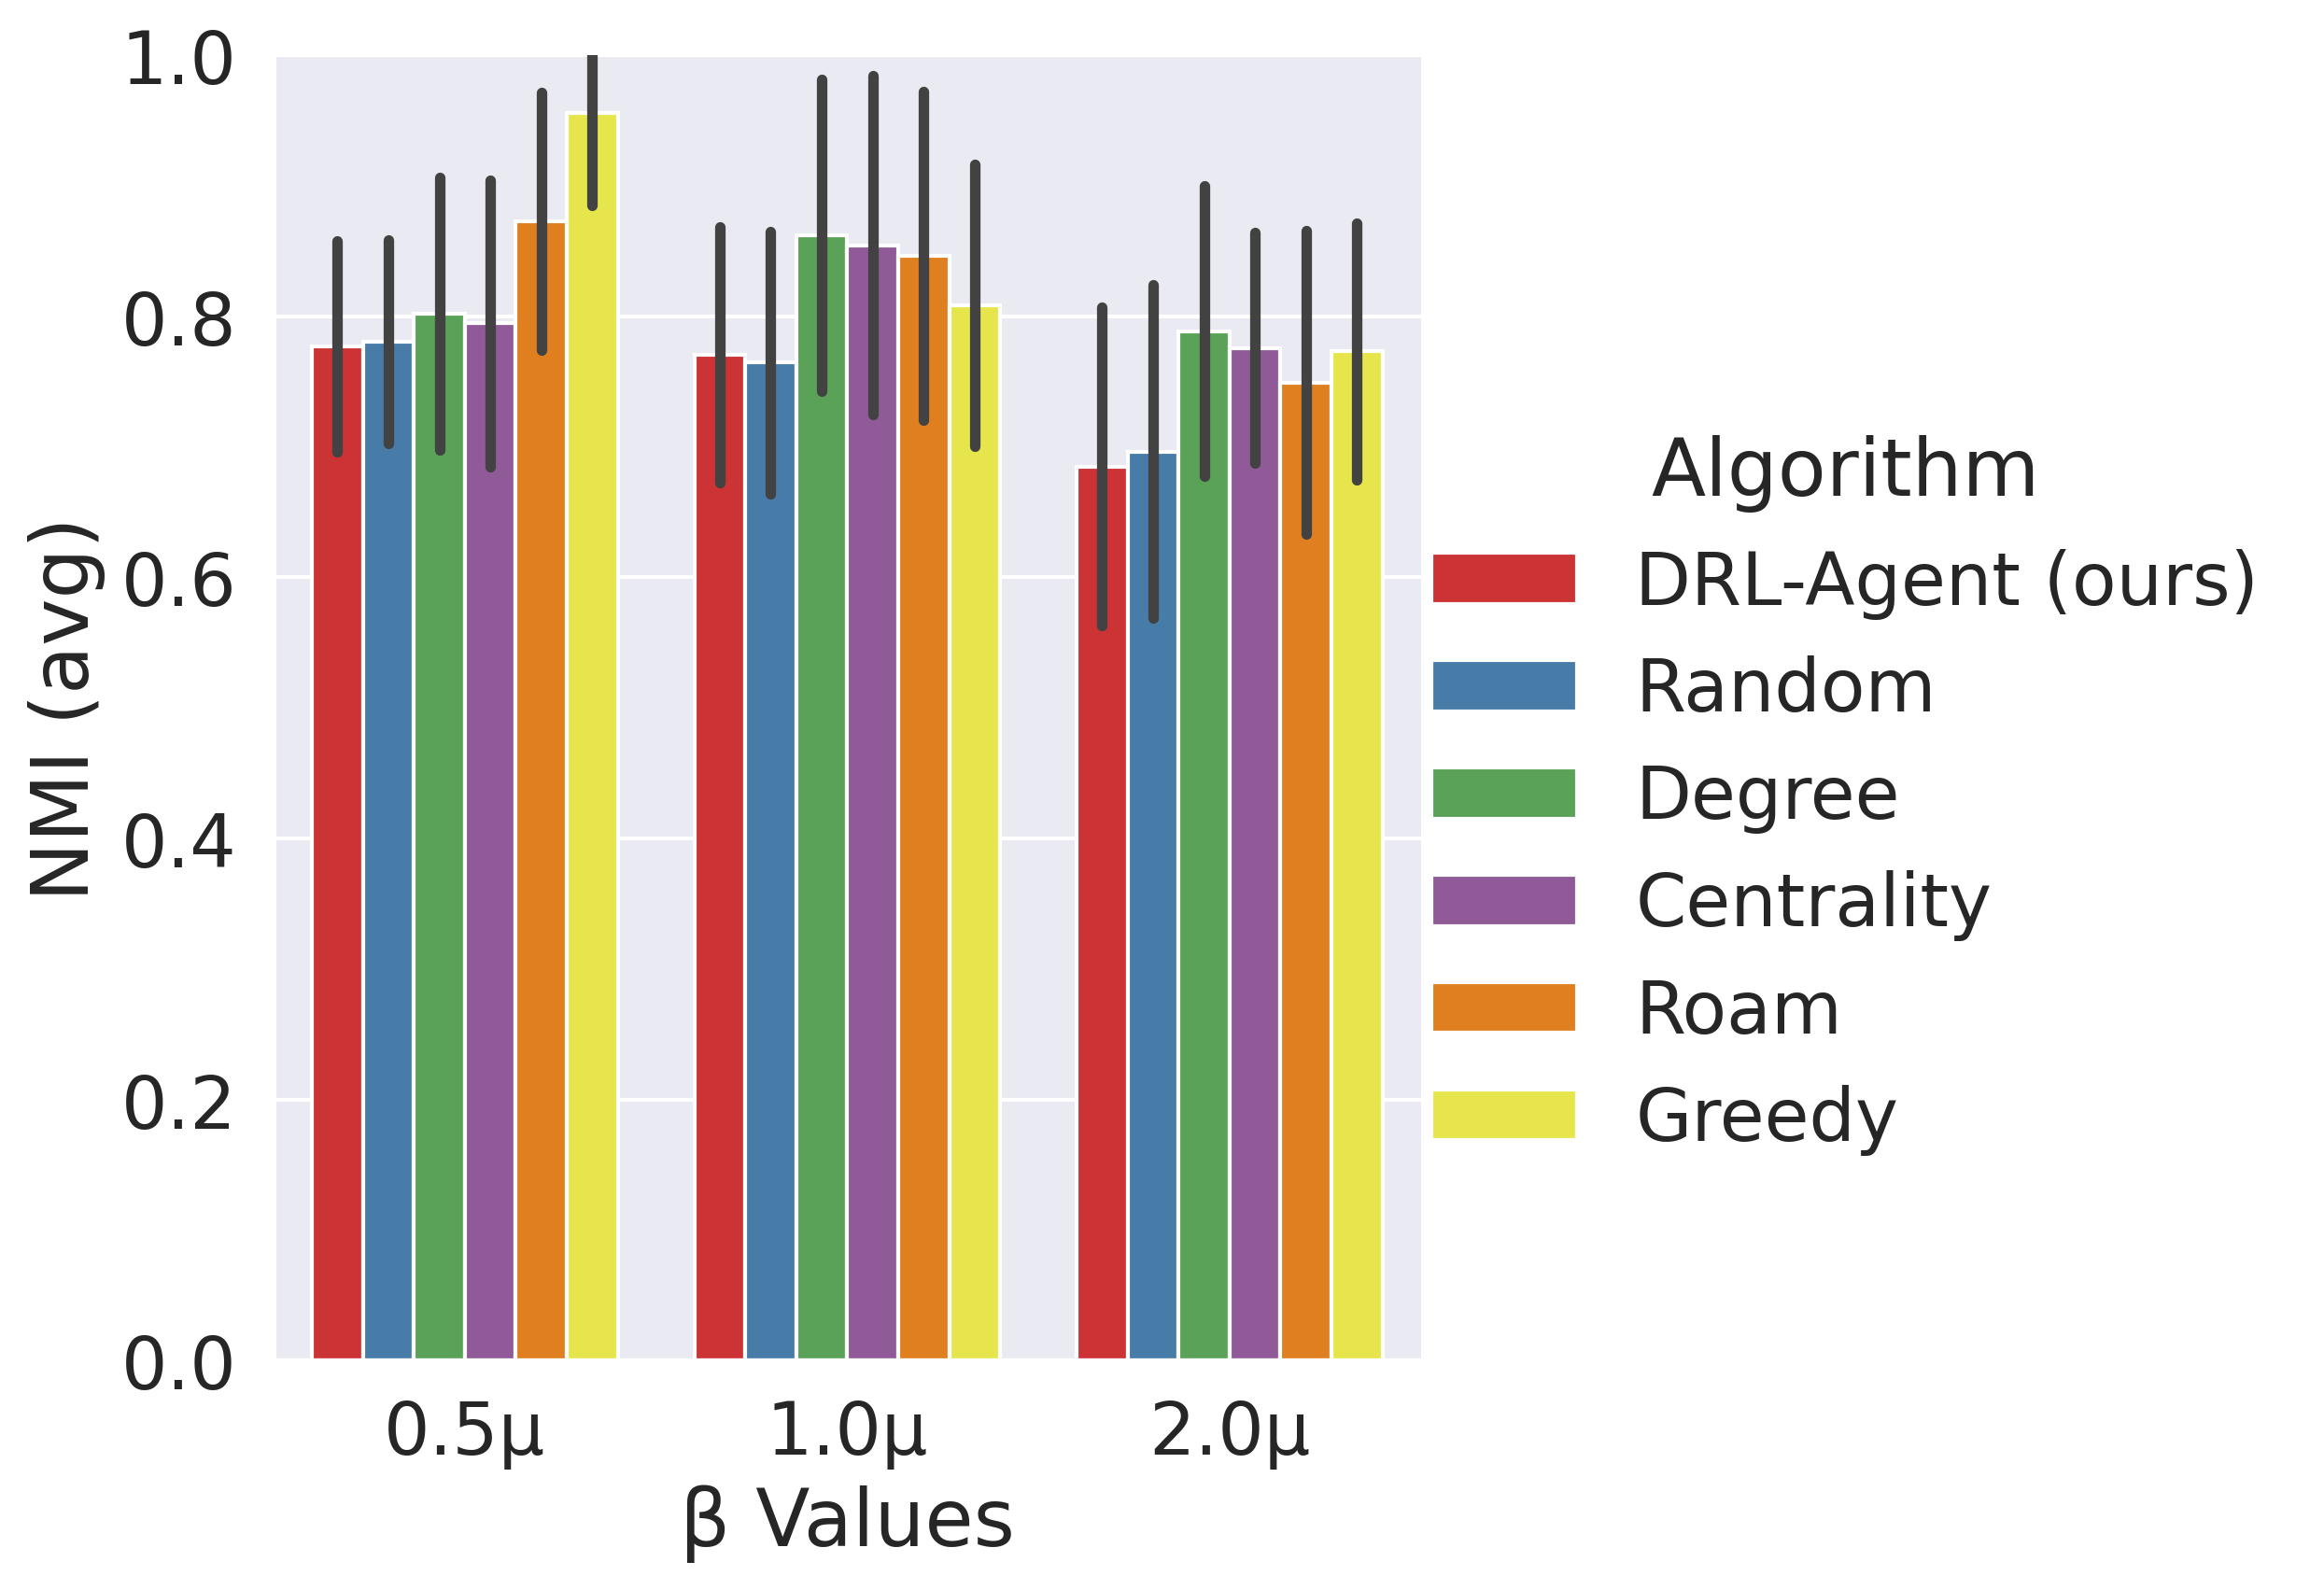 NMI (avg)
1.0
0.8
0.6
0.4
0.2
0.0
0.5μ
1.0μ
2.0μ
β Values
Algorithm
DRL-Agent (ours)
Random
Degree
Centrality
Roam
Greedy